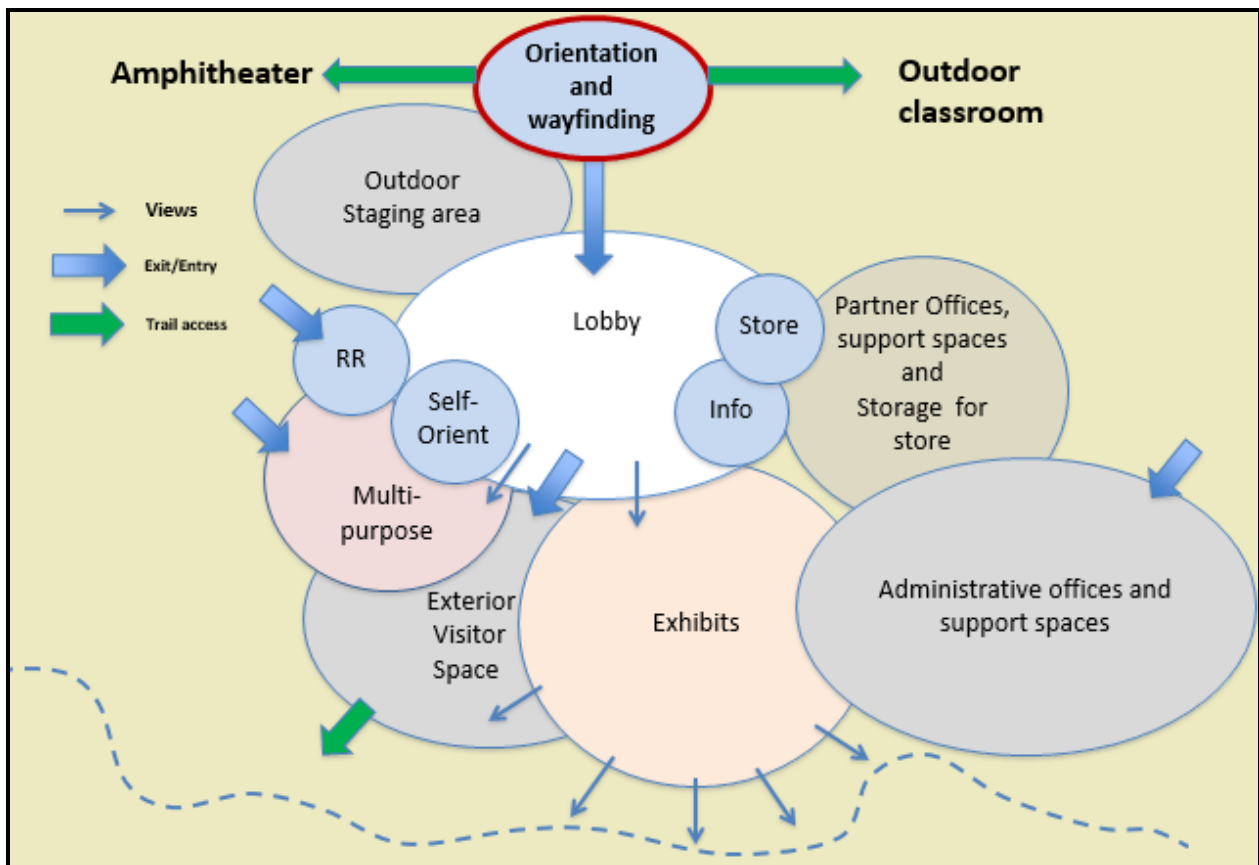 Orientation
and
wayfinding
Amphitheater
Outdoor
classroom
Outdoor
Staging area
Views
Exit/Entry
Trail access
Lobby
Store
Partner Offices,
support spaces
and
Storage for
store
RR
Self-
Orient
Info
Multi-
purpose
Exterior
Visitor
Space
Exhibits
Administrative offices and
support spaces